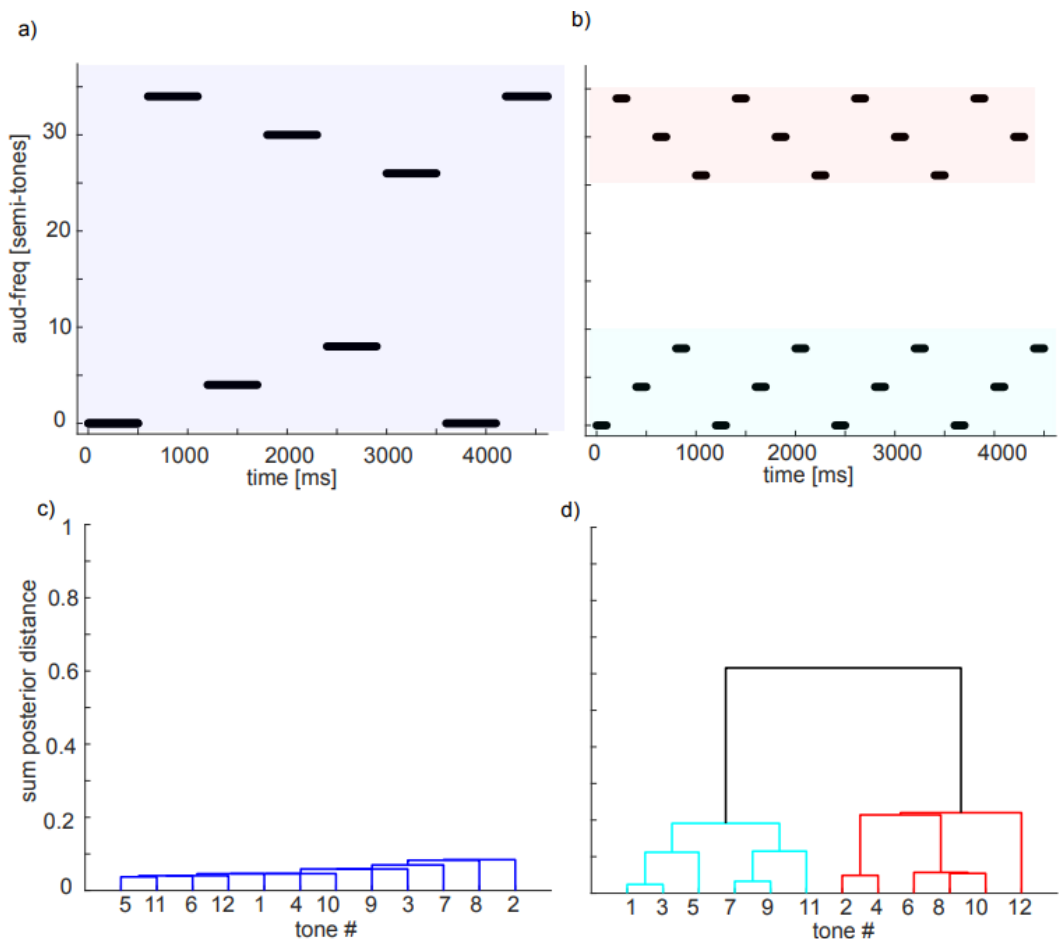 a)
b)
aud-freq [semi-tones]
30
20
10
0
0 1000 2000 3000 4000
time [ms]
0 1000 2000 3000 4000
time [ms]
c)
d)
sum posterior distance
1
0.8
0.6
0.4
0.2
0
5 11 6 12 1 4 10 9 3 7 8 2
tone #
1 3 5 7 9 11 2 4 6 8 10 12
tone #